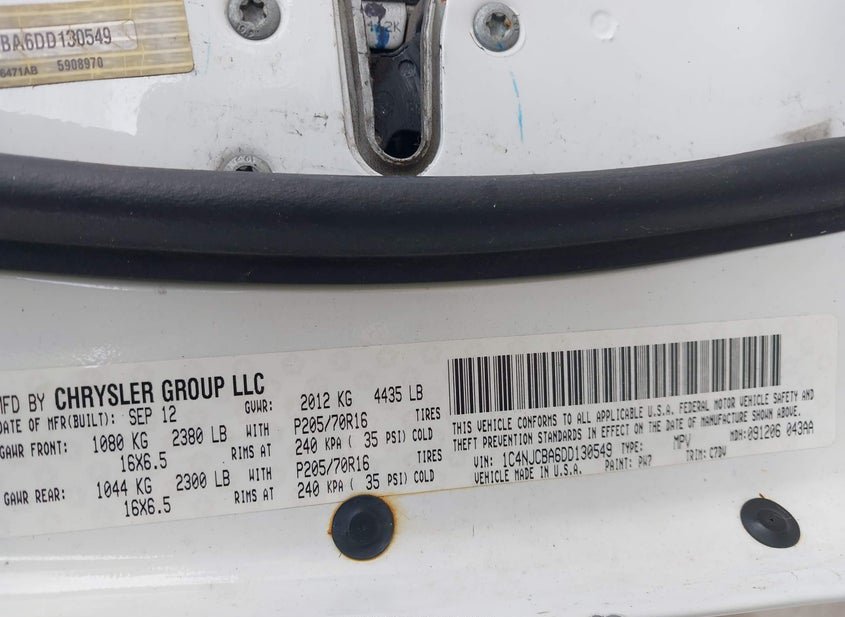 BA6DD130549
6471AB 5908970
MFD BY CHRYSLER GROUP LLC
DATE OF MFR(BUILT): SEP 12 GVWR: 2012 KG 4435 LB
GAWR FRONT: 1080 KG 2380 LB WITH P205/70R16 TIRES
16X6.5 RIMS AT 240 KPA ( 35 PSI) COLD
GAWR REAR: 1044 KG 2300 LB WITH P205/70R16 TIRES
16X6.5 RIMS AT 240 KPA ( 35 PSI) COLD
THIS VEHICLE CONFORMS TO ALL APPLICABLE U.S.A. FEDERAL MOTOR VEHICLE SAFETY AND
THEFT PREVENTION STANDARDS IN EFFECT ON THE DATE OF MANUFACTURE SHOWN ABOVE.
VIN: 1C4NJCBA6DD130549 TYPE: MPV MDH: 091206 043AA
VEHICLE MADE IN U.S.A. PAINT: PW7 TRIM: C7DV